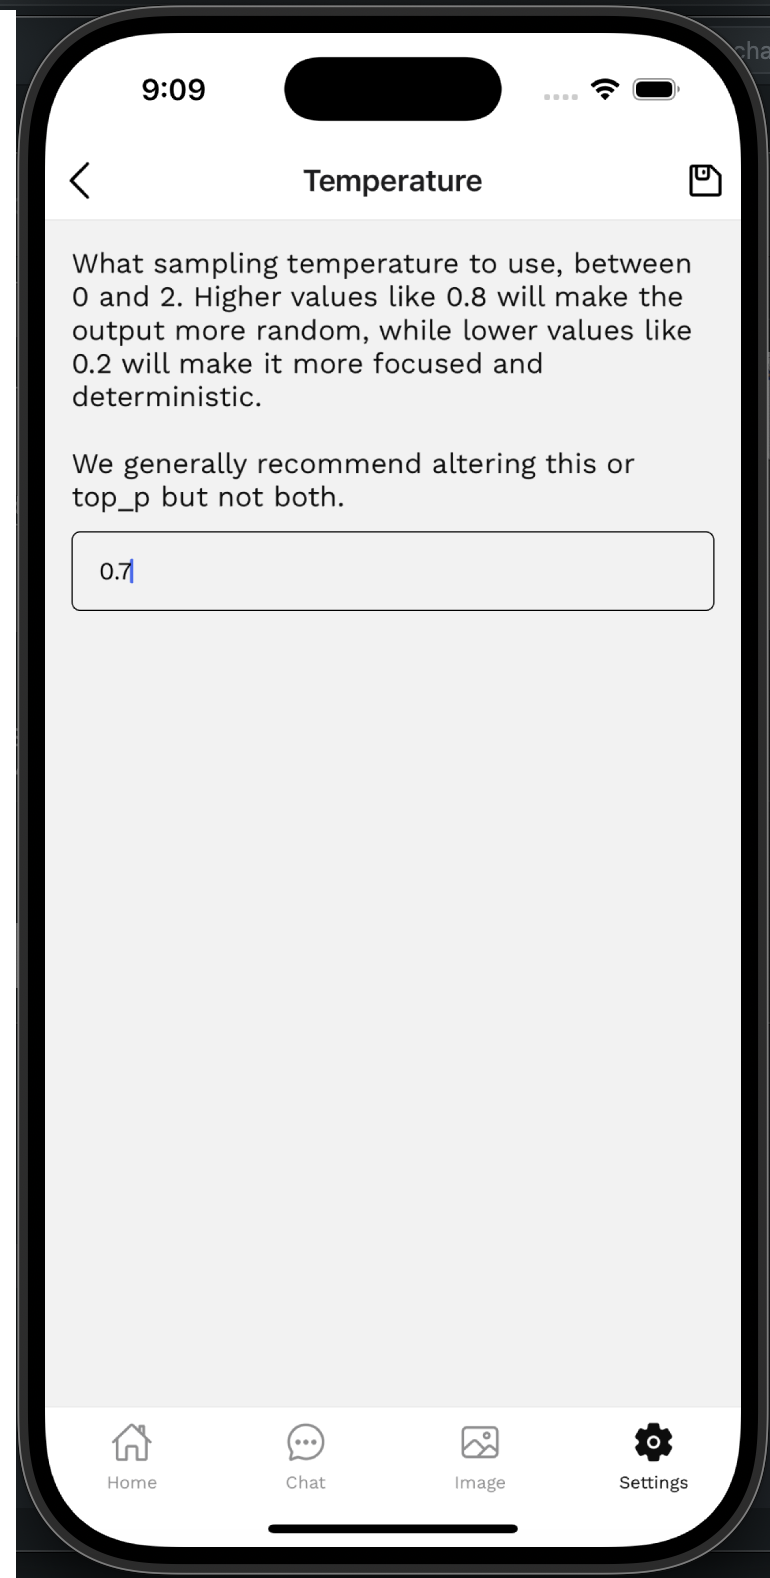 cha
9:09
Temperature
What sampling temperature to use, between
0 and 2. Higher values like 0.8 will make the
output more random, while lower values like
0.2 will make it more focused and
deterministic.
We generally recommend altering this or
top_p but not both.
0.7
Home
Chat
Image
Settings